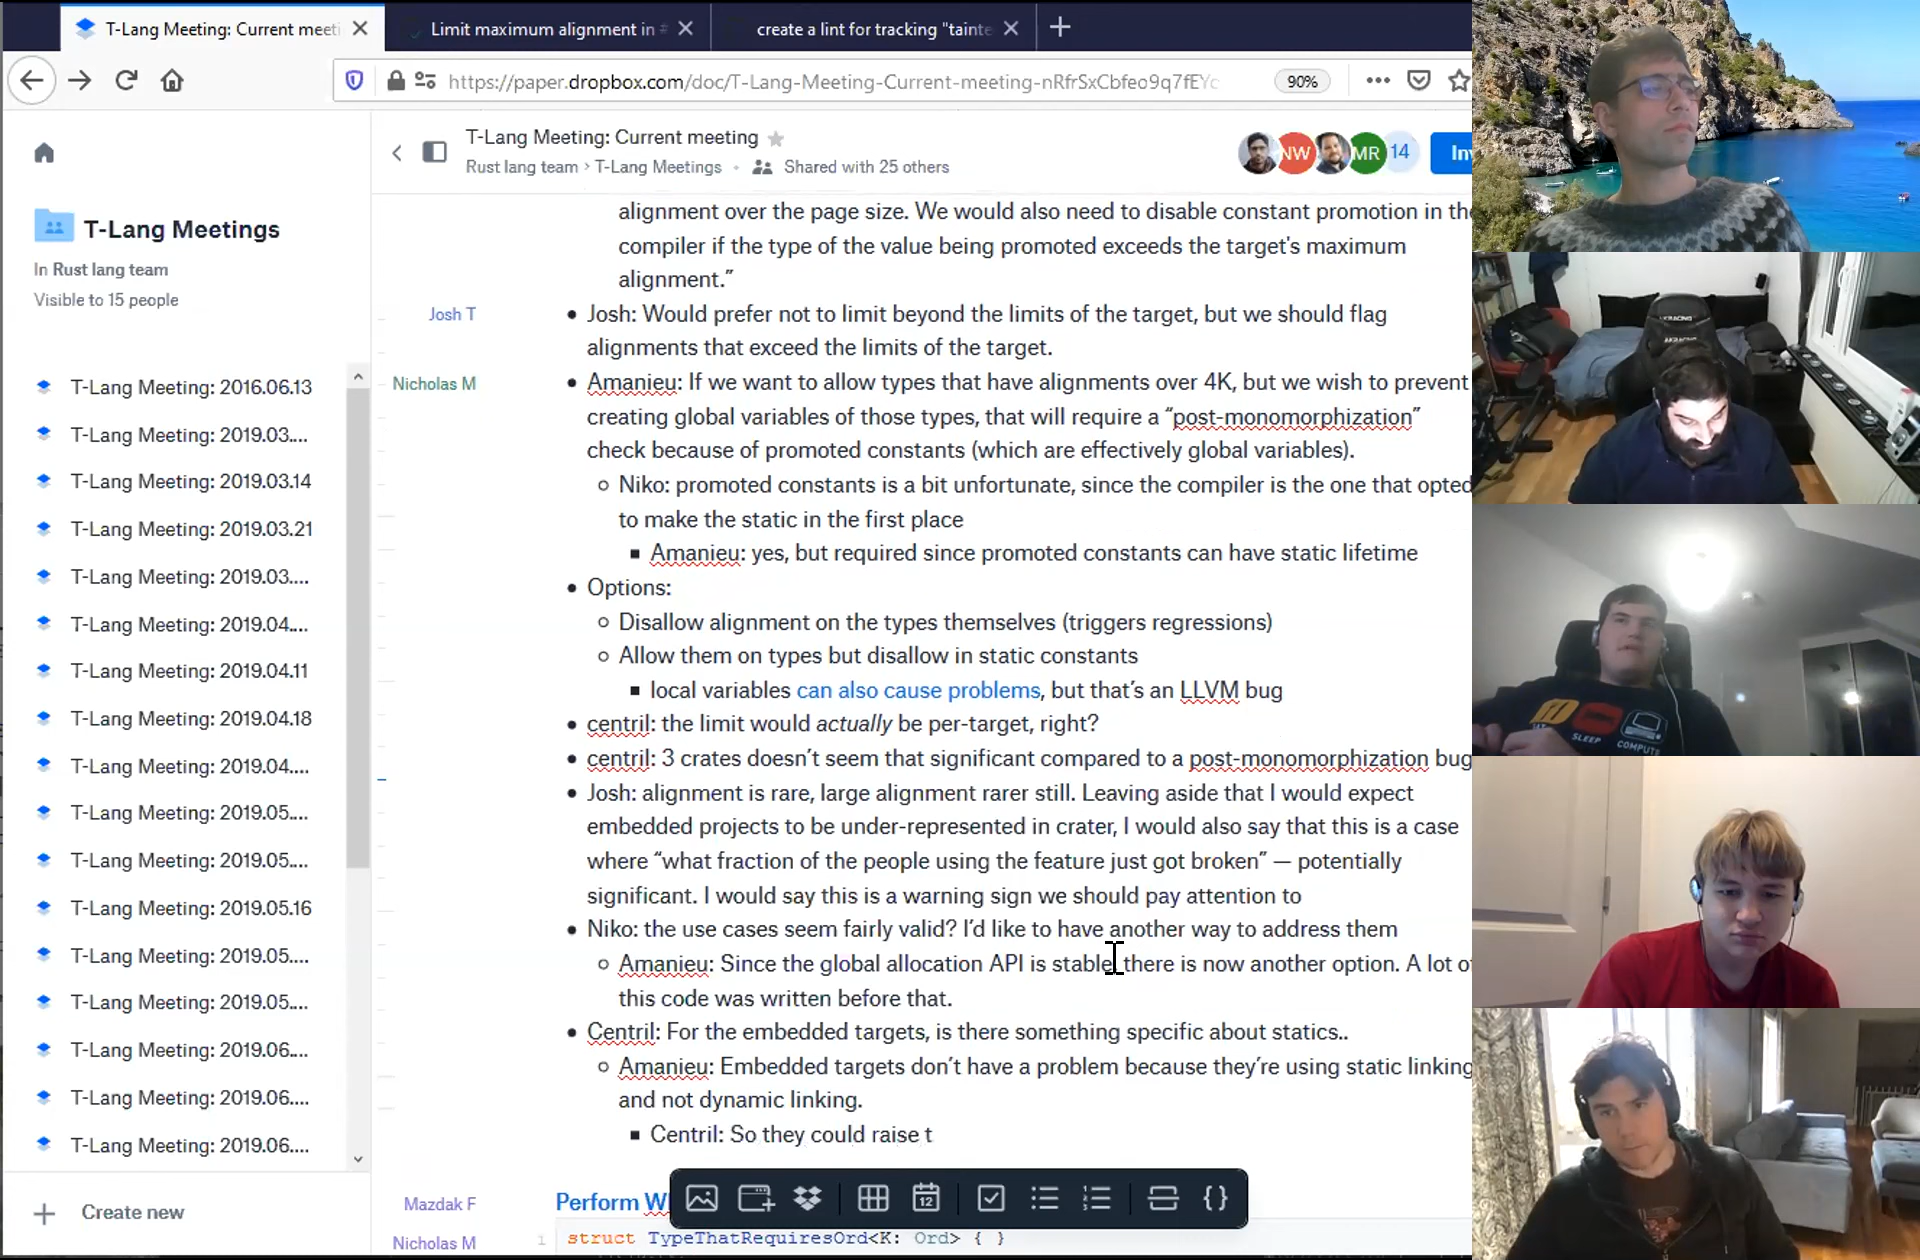 T-Lang Meeting: Current meeti
Limit maximum alignment in #
create a lint for tracking "tainte
https://paper.dropbox.com/doc/T-Lang-Meeting-Current-meeting-nRfrSxCbfeo9q7fEYc
90%
T-Lang Meetings
In Rust lang team
Visible to 15 people
T-Lang Meeting: 2016.06.13
T-Lang Meeting: 2019.03....
T-Lang Meeting: 2019.03.14
T-Lang Meeting: 2019.03.21
T-Lang Meeting: 2019.03....
T-Lang Meeting: 2019.04....
T-Lang Meeting: 2019.04.11
T-Lang Meeting: 2019.04.18
T-Lang Meeting: 2019.04....
T-Lang Meeting: 2019.05....
T-Lang Meeting: 2019.05....
T-Lang Meeting: 2019.05.16
T-Lang Meeting: 2019.05....
T-Lang Meeting: 2019.05....
T-Lang Meeting: 2019.06....
T-Lang Meeting: 2019.06....
T-Lang Meeting: 2019.06....
Create new
T-Lang Meeting: Current meeting
Rust lang team › T-Lang Meetings • Shared with 25 others
NW MR 14
Inv
alignment over the page size. We would also need to disable constant promotion in the
compiler if the type of the value being promoted exceeds the target's maximum
alignment.”
Josh T
• Josh: Would prefer not to limit beyond the limits of the target, but we should flag
alignments that exceed the limits of the target.
Nicholas M
• Amanieu: If we want to allow types that have alignments over 4K, but we wish to prevent
creating global variables of those types, that will require a “post-monomorphization”
check because of promoted constants (which are effectively global variables).
◦ Niko: promoted constants is a bit unfortunate, since the compiler is the one that opted
to make the static in the first place
▪ Amanieu: yes, but required since promoted constants can have static lifetime
• Options:
◦ Disallow alignment on the types themselves (triggers regressions)
◦ Allow them on types but disallow in static constants
▪ local variables can also cause problems, but that’s an LLVM bug
• centril: the limit would actually be per-target, right?
• centril: 3 crates doesn’t seem that significant compared to a post-monomorphization bug
• Josh: alignment is rare, large alignment rarer still. Leaving aside that I would expect
embedded projects to be under-represented in crater, I would also say that this is a case
where “what fraction of the people using the feature just got broken” — potentially
significant. I would say this is a warning sign we should pay attention to
• Niko: the use cases seem fairly valid? I’d like to have another way to address them
◦ Amanieu: Since the global allocation API is stable, there is now another option. A lot of
this code was written before that.
• Centril: For the embedded targets, is there something specific about statics..
◦ Amanieu: Embedded targets don’t have a problem because they’re using static linking
and not dynamic linking.
▪ Centril: So they could raise t
Mazdak F
Perform W
12
{}
Nicholas M
1 struct TypeThatRequiresOrd<K: Ord> { }
SLEEP
COMPUTE